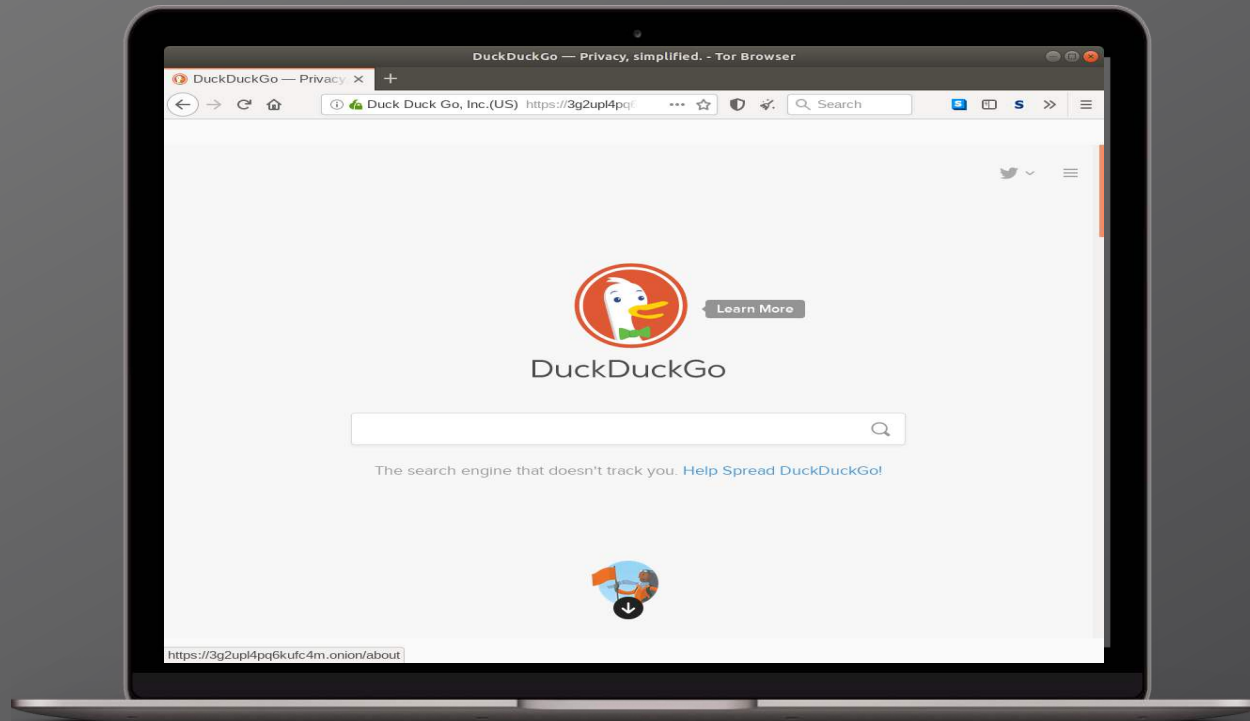 DuckDuckGo — Privacy, simplified. - Tor Browser
DuckDuckGo — Privacy
Duck Duck Go, Inc.(US) https://3g2upl4pq6 Search S S
Learn More
DuckDuckGo
The search engine that doesn't track you. Help Spread DuckDuckGo!
https://3g2upl4pq6kufc4m.onion/about